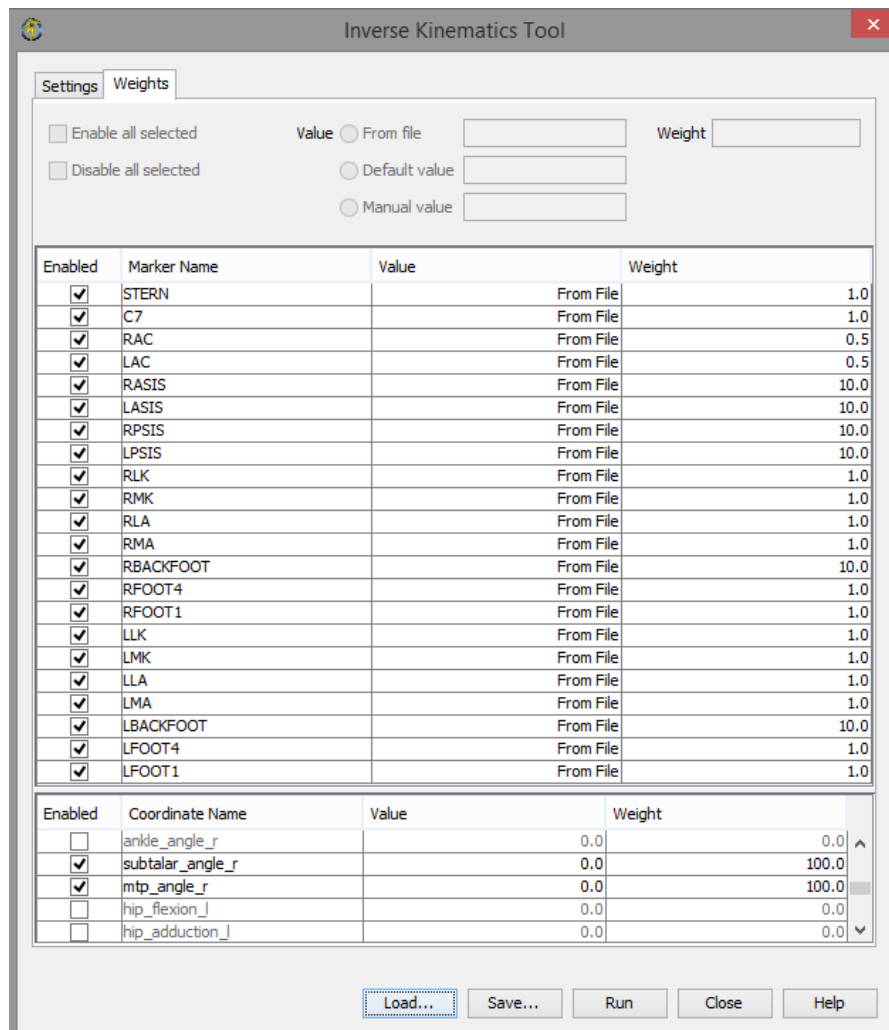 Inverse Kinematics Tool
Settings Weights
Enable all selected Value From file Weight
Disable all selected Default value
Manual value
Enabled Marker Name Value Weight
STERN From File 1.0
C7 From File 1.0
RAC From File 0.5
LAC From File 0.5
RASIS From File 10.0
LASIS From File 10.0
RPSIS From File 10.0
LPSIS From File 10.0
RLK From File 1.0
RMK From File 1.0
RLA From File 1.0
RMA From File 1.0
RBACKFOOT From File 10.0
RFOOT4 From File 1.0
RFOOT1 From File 1.0
LLK From File 1.0
LMK From File 1.0
LLA From File 1.0
LMA From File 1.0
LBACKFOOT From File 10.0
LFOOT4 From File 1.0
LFOOT1 From File 1.0
Enabled Coordinate Name Value Weight
ankle_angle_r 0.0 0.0
subtalar_angle_r 0.0 100.0
mtp_angle_r 0.0 100.0
hip_flexion_l 0.0 0.0
hip_adduction_l 0.0 0.0
Load... Save... Run Close Help